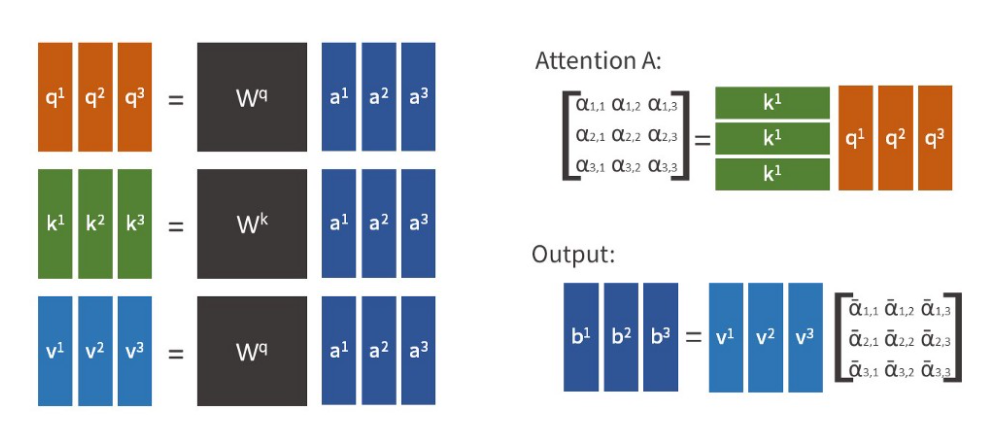 q¹ q² q³ = Wq a¹ a² a³
k¹ k² k³ = Wᵏ a¹ a² a³
v¹ v² v³ = Wq a¹ a² a³
Attention A:
α1,1 α1,2 α1,3
α2,1 α2,2 α2,3
α3,1 α3,2 α3,3
=
k¹
k¹
k¹
q¹ q² q³
Output:
b¹ b² b³ = v¹ v² v³
ᾱ1,1 ᾱ1,2 ᾱ1,3
ᾱ2,1 ᾱ2,2 ᾱ2,3
ᾱ3,1 ᾱ3,2 ᾱ3,3